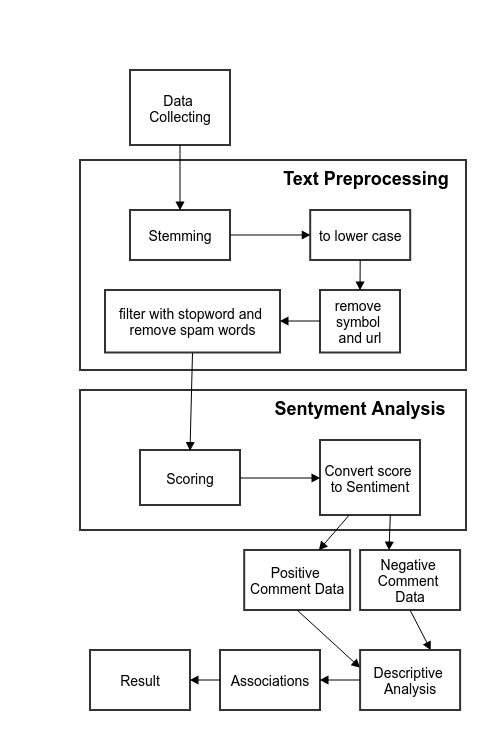 Data
Collecting
Text Preprocessing
Stemming
to lower case
filter with stopword and
remove spam words
remove
symbol
and url
Sentyment Analysis
Scoring
Convert score
to Sentiment
Positive
Comment Data
Negative
Comment
Data
Result
Associations
Descriptive
Analysis